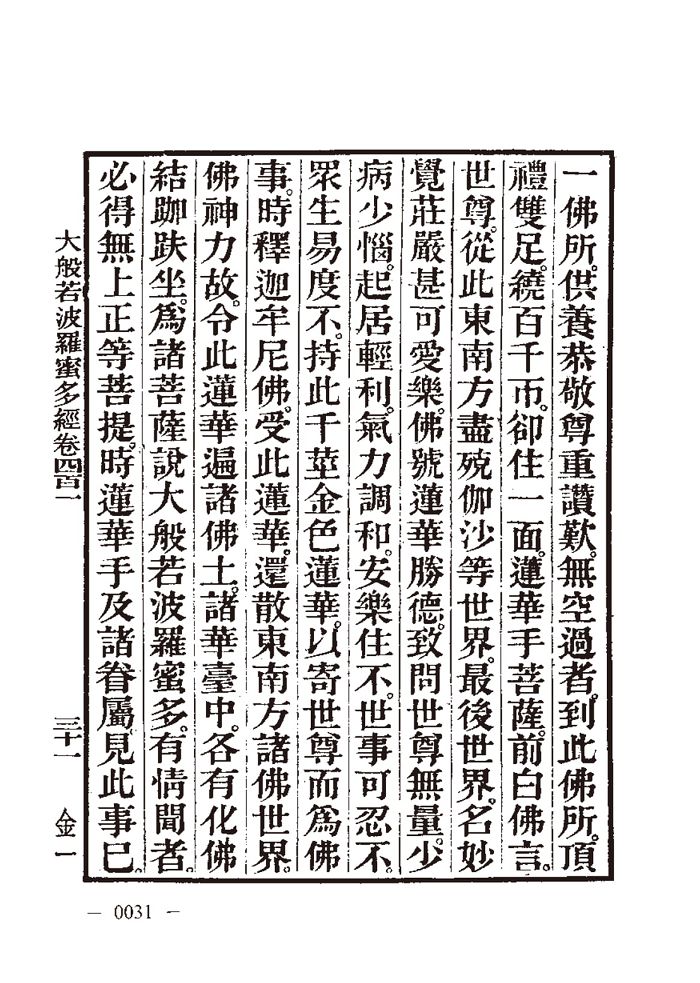 一佛所。供養恭敬尊重讚歎。無空過者。到此佛所。頂
禮雙足。繞百千帀。卻住一面。蓮華手菩薩。前白佛言。
世尊。從此東南方盡殑伽沙等世界。最後世界。名妙
覺莊嚴甚可愛樂。佛號蓮華勝德。致問世尊無量。少
病少惱。起居輕利。氣力調和。安樂住不。世事可忍不。
眾生易度不。持此千莖金色蓮華。以寄世尊而爲佛
事。時釋迦牟尼佛。受此蓮華。還散東南方諸佛世界。
佛神力故。令此蓮華遍諸佛土。諸華臺中。各有化佛
結跏趺坐。爲諸菩薩說大般若波羅蜜多。有情聞者。
必得無上正等菩提。時蓮華手及諸眷屬見此事已。
大般若波羅蜜多經卷四百一 三十一 金一
— 0031 —